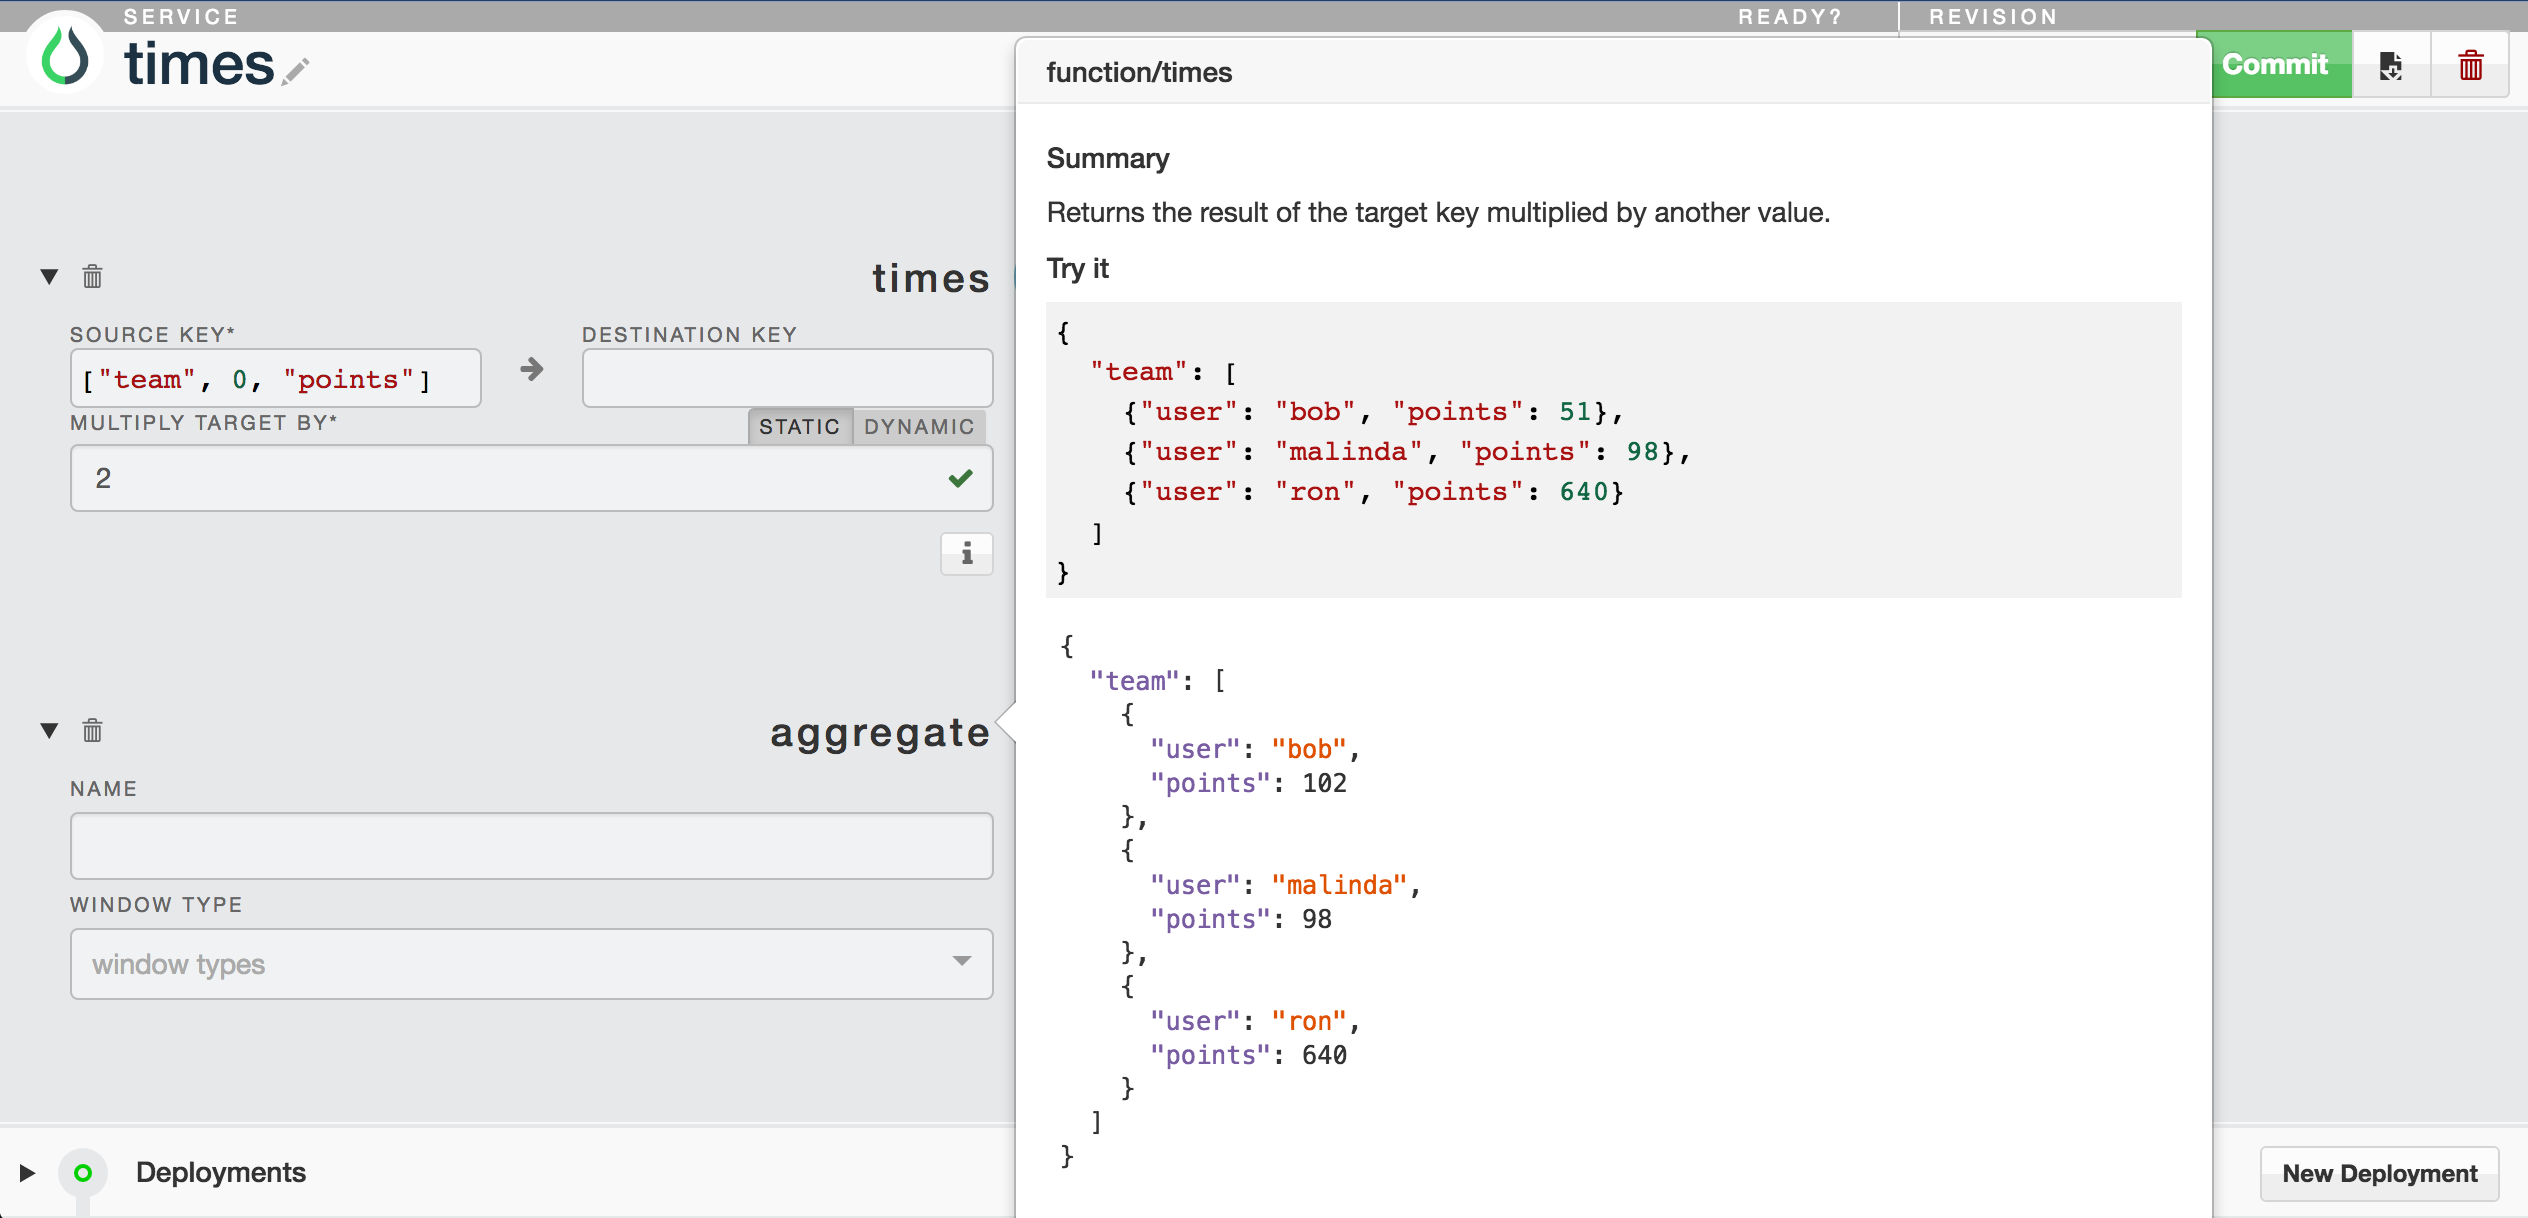 SERVICE
READY?
REVISION
times
Commit
times
SOURCE KEY*
DESTINATION KEY
["team", 0, "points"]
MULTIPLY TARGET BY*
STATIC
DYNAMIC
2
i
aggregate
NAME
WINDOW TYPE
window types
Deployments
New Deployment
function/times
Summary
Returns the result of the target key multiplied by another value.
Try it
{
"team": [
{"user": "bob", "points": 51},
{"user": "malinda", "points": 98},
{"user": "ron", "points": 640}
]
}
{
"team": [
{
"user": "bob",
"points": 102
},
{
"user": "malinda",
"points": 98
},
{
"user": "ron",
"points": 640
}
]
}